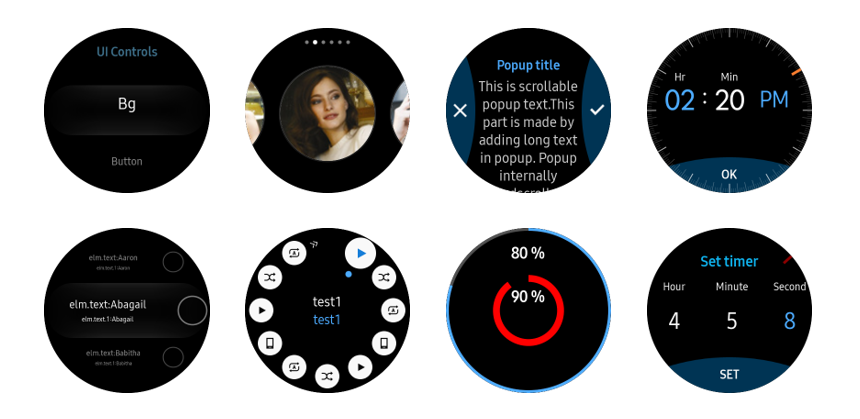 UI Controls
Bg
Button
Popup title
This is scrollable
popup text.This
part is made by
adding long text
in popup. Popup
internally
Hr Min
02 : 20 PM
OK
elm.text:Aaron
elm.text.1:Aaron
elm.text:Abagail
elm.text.1:Abagail
elm.text:Babitha
elm.text.1:Babitha
test1
test1
80 %
90 %
Set timer
Hour Minute Second
4 5 8
SET